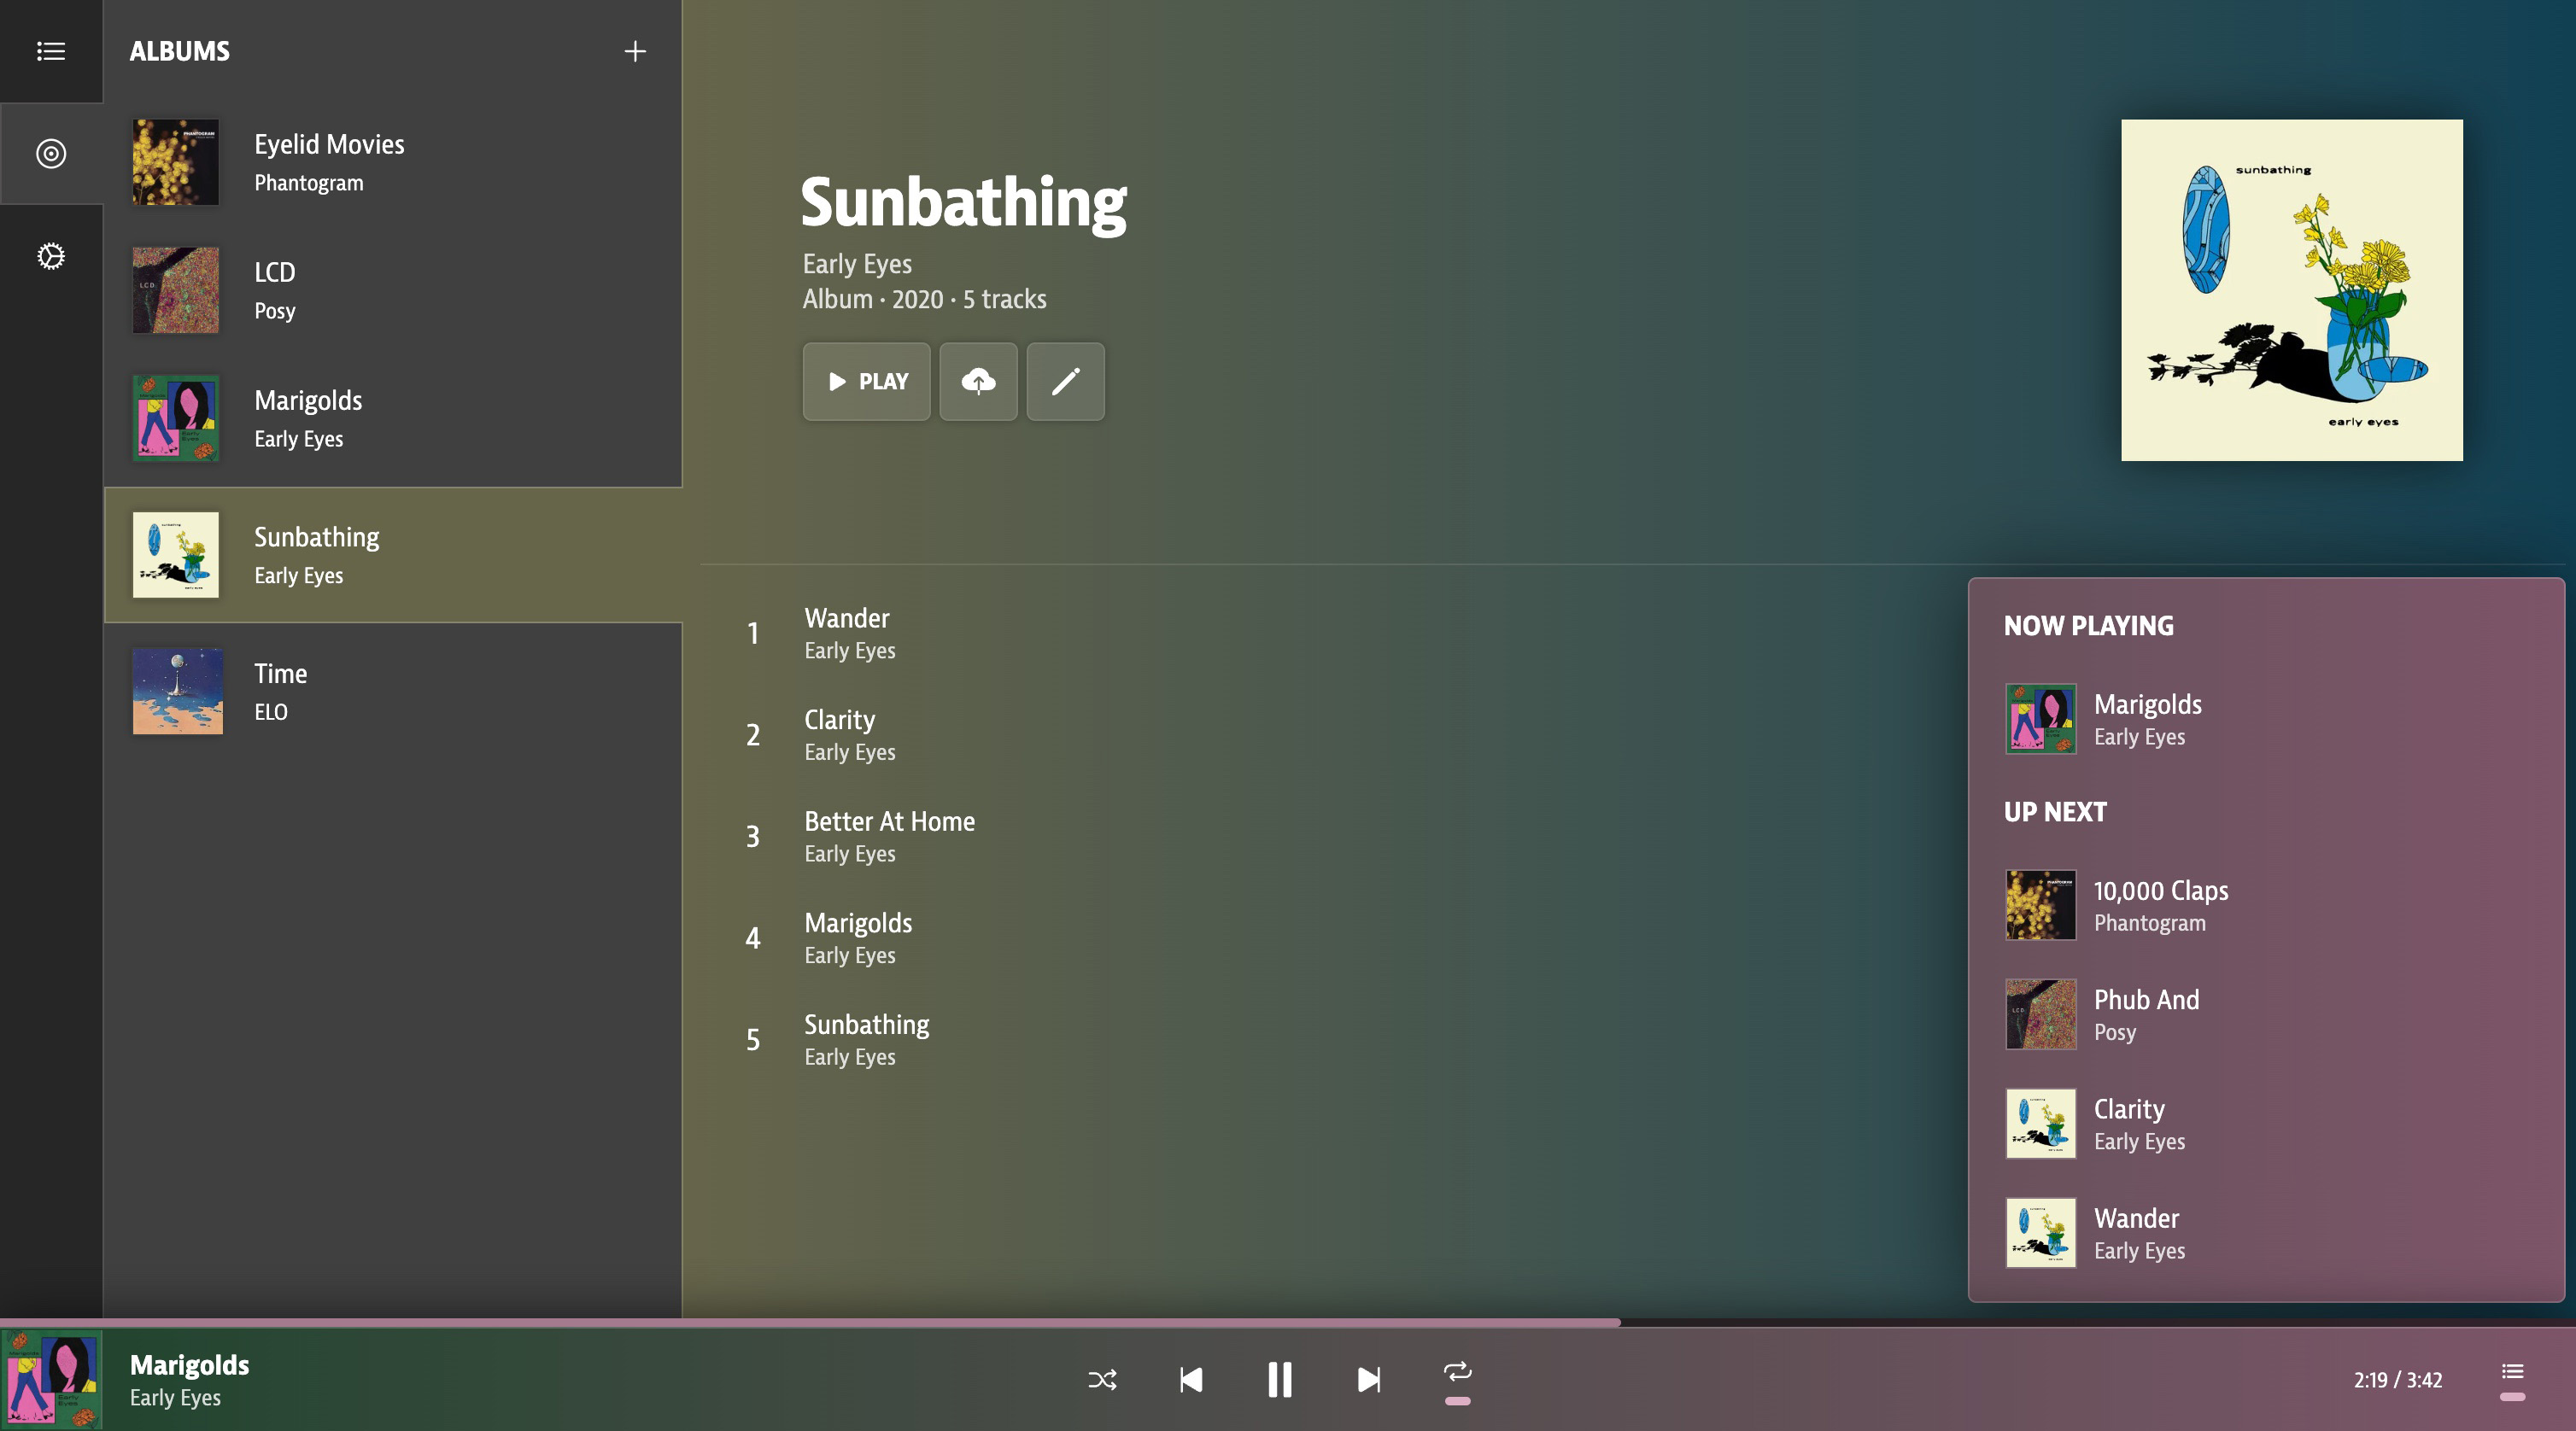 ALBUMS
Eyelid Movies
Phantogram
LCD
Posy
Marigolds
Early Eyes
Sunbathing
Early Eyes
Time
ELO
Sunbathing
Early Eyes
Album · 2020 · 5 tracks
PLAY
sunbathing
early eyes
1
Wander
Early Eyes
2
Clarity
Early Eyes
3
Better At Home
Early Eyes
4
Marigolds
Early Eyes
5
Sunbathing
Early Eyes
NOW PLAYING
Marigolds
Early Eyes
UP NEXT
10,000 Claps
Phantogram
Phub And
Posy
Clarity
Early Eyes
Wander
Early Eyes
Marigolds
Early Eyes
2:19 / 3:42